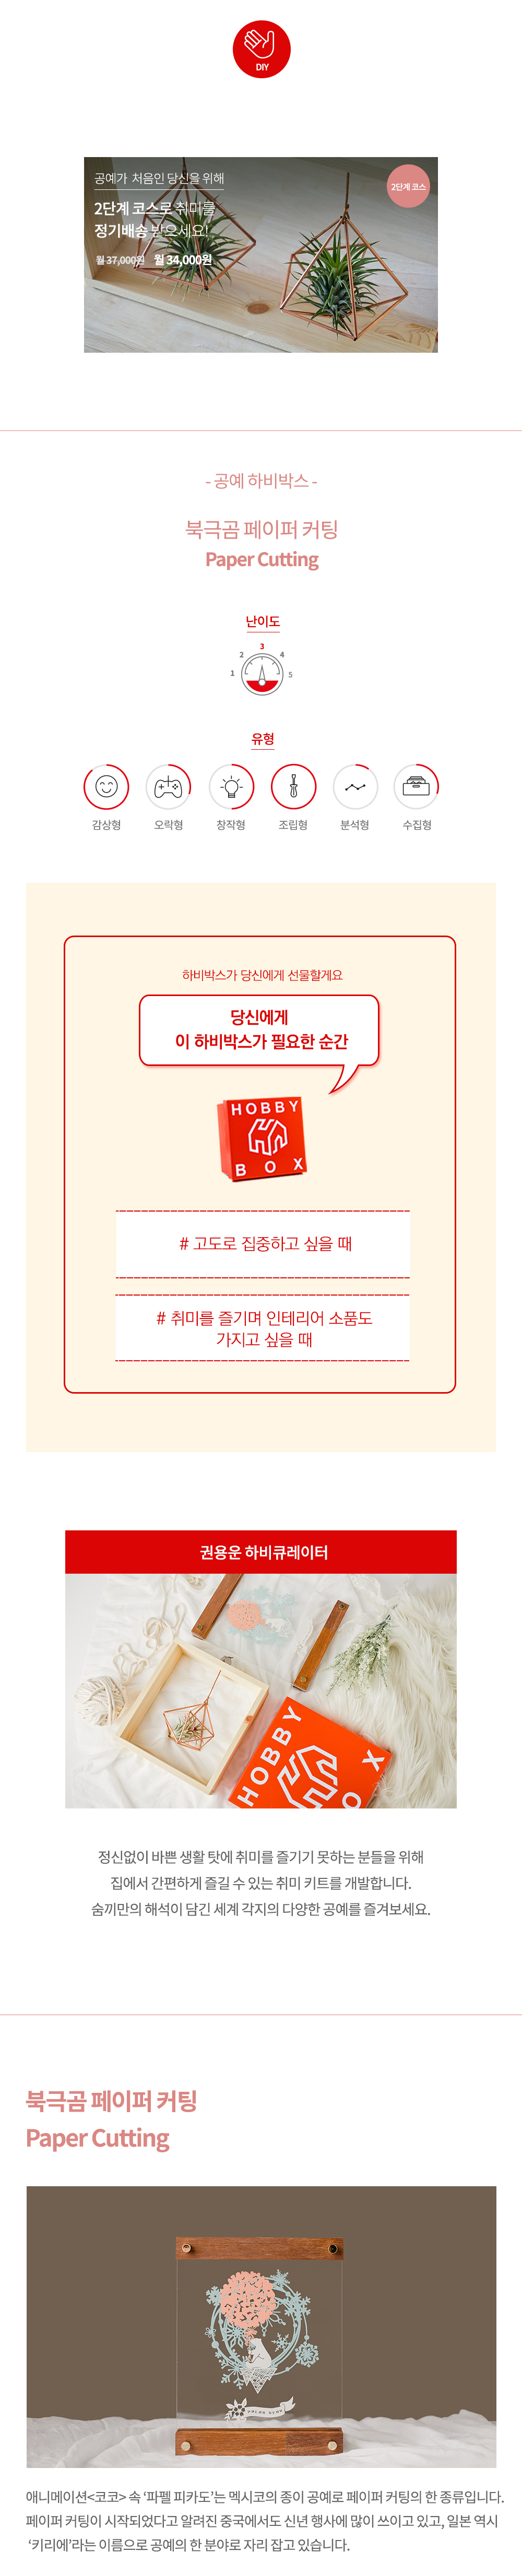 DIY
공예가 처음인 당신을 위해
2단계 코스
2단계 코스로 취미를
정기배송 받으세요!
월 37,000원 월 34,000원
- 공예 하비박스 -
북극곰 페이퍼 커팅
Paper Cutting
난이도
1 2 3 4 5
유형
감상형 오락형 창작형 조립형 분석형 수집형
하비박스가 당신에게 선물할게요
당신에게
이 하비박스가 필요한 순간
HOBBY
BOX
# 고도로 집중하고 싶을 때
# 취미를 즐기며 인테리어 소품도
가지고 싶을 때
권용운 하비큐레이터
HOBBY
OX
정신없이 바쁜 생활 탓에 취미를 즐기기 못하는 분들을 위해
집에서 간편하게 즐길 수 있는 취미 키트를 개발합니다.
숨끼만의 해석이 담긴 세계 각지의 다양한 공예를 즐겨보세요.
북극곰 페이퍼 커팅
Paper Cutting
애니메이션<코코> 속 ‘파펠 피카도’는 멕시코의 종이 공예로 페이퍼 커팅의 한 종류입니다.
페이퍼 커팅이 시작되었다고 알려진 중국에서도 신년 행사에 많이 쓰이고 있고, 일본 역시
‘키리에’라는 이름으로 공예의 한 분야로 자리 잡고 있습니다.